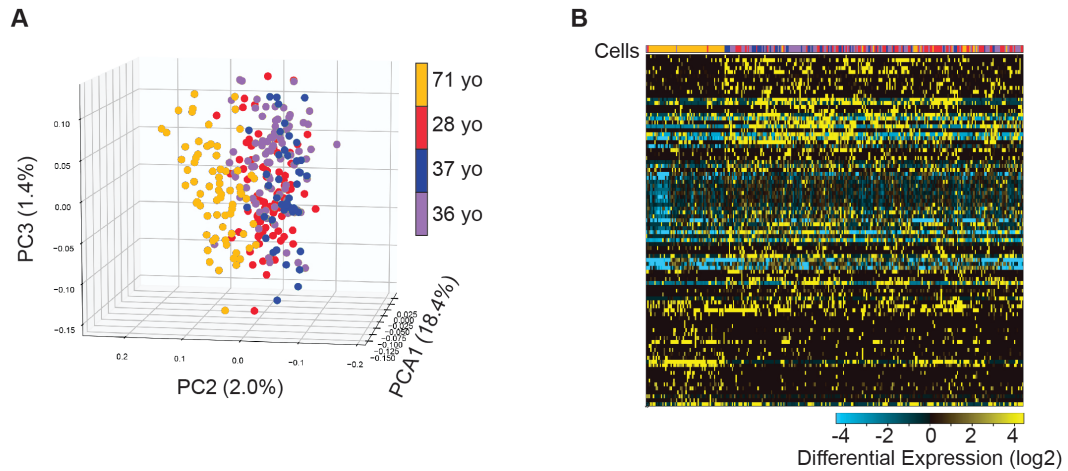 A
B
71 yo
28 yo
37 yo
36 yo
0.10
0.05
0.00
−0.05
−0.10
−0.15
PC3 (1.4%)
0.2
0.1
0.0
−0.1
−0.2
PC2 (2.0%)
0.025
0.000
−0.025
−0.050
−0.075
−0.100
−0.125
−0.150
PCA1 (18.4%)
Cells
-4 -2 0 2 4
Differential Expression (log2)